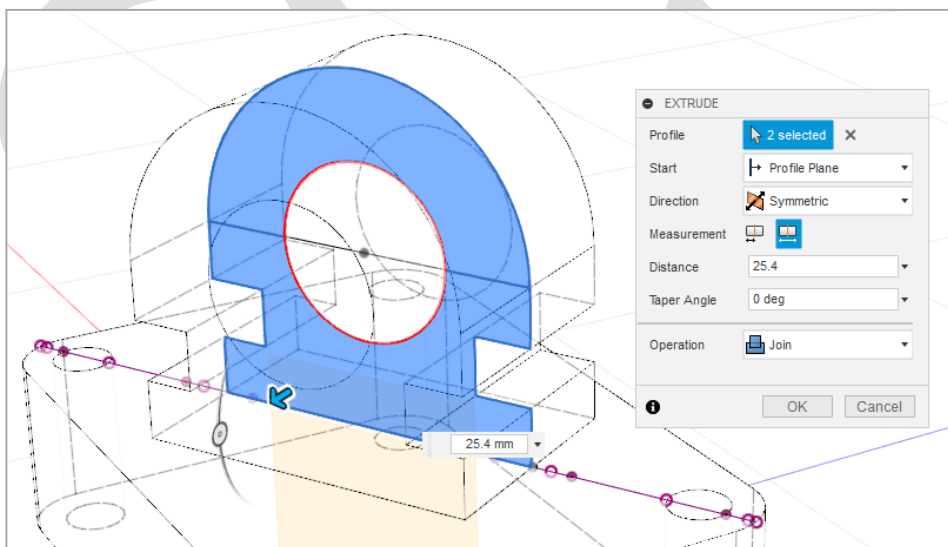 EXTRUDE
Profile 2 selected
Start Profile Plane
Direction Symmetric
Measurement
Distance 25.4
Taper Angle 0 deg
Operation Join
OK Cancel
25.4 mm